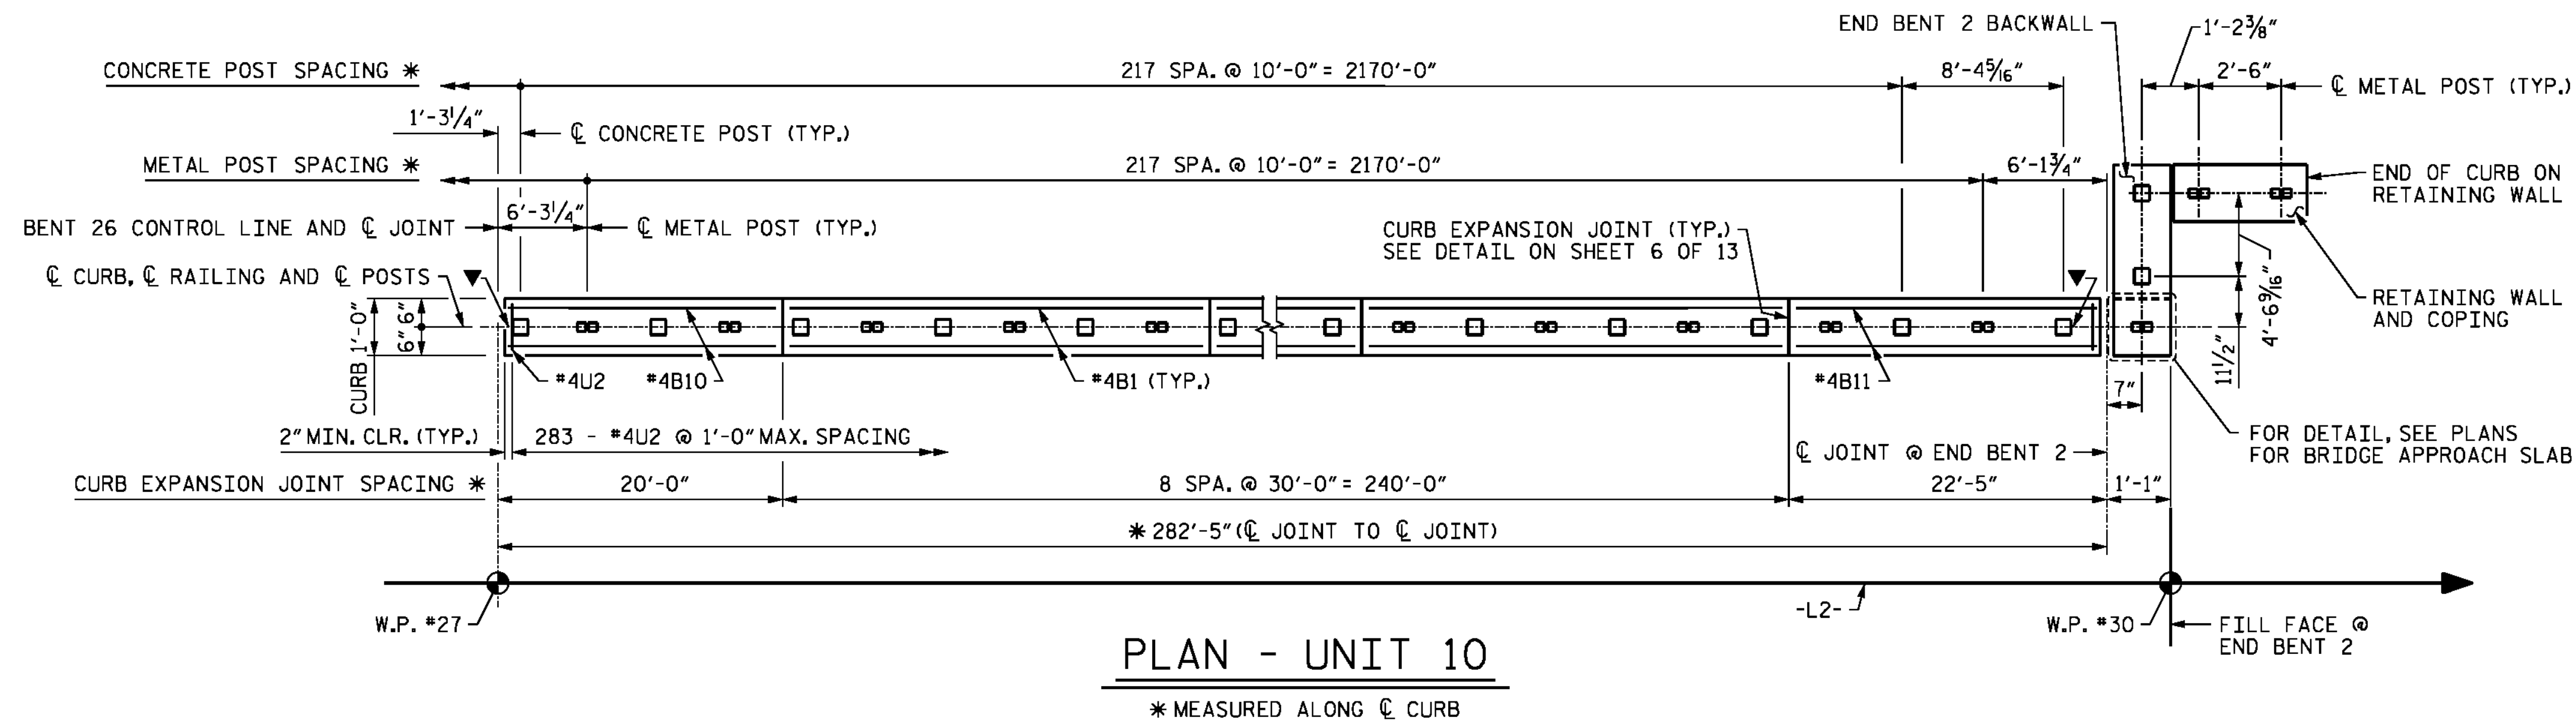 END BENT 2 BACKWALL
1'-2⅜"
CONCRETE POST SPACING *
217 SPA. @ 10'-0" = 2170'-0"
8'-4 5/16"
2'-6"
℄ METAL POST (TYP.)
1'-3¼"
℄ CONCRETE POST (TYP.)
METAL POST SPACING *
217 SPA. @ 10'-0" = 2170'-0"
6'-1¾"
END OF CURB ON
RETAINING WALL
6'-3¼"
BENT 26 CONTROL LINE AND ℄ JOINT
℄ METAL POST (TYP.)
CURB EXPANSION JOINT (TYP.)
SEE DETAIL ON SHEET 6 OF 13
℄ CURB, ℄ RAILING AND ℄ POSTS
RETAINING WALL
AND COPING
CURB 1'-0"
6" 6"
4'-6 9/16"
11½"
#4U2
#4B10
#4B1 (TYP.)
#4B11
7"
2" MIN. CLR. (TYP.)
283 - #4U2 @ 1'-0" MAX. SPACING
℄ JOINT @ END BENT 2
FOR DETAIL, SEE PLANS
FOR BRIDGE APPROACH SLAB
CURB EXPANSION JOINT SPACING *
20'-0"
8 SPA. @ 30'-0" = 240'-0"
22'-5"
1'-1"
* 282'-5" (℄ JOINT TO ℄ JOINT)
W.P. #27
-L2-
W.P. #30
FILL FACE @
END BENT 2
PLAN - UNIT 10
* MEASURED ALONG ℄ CURB